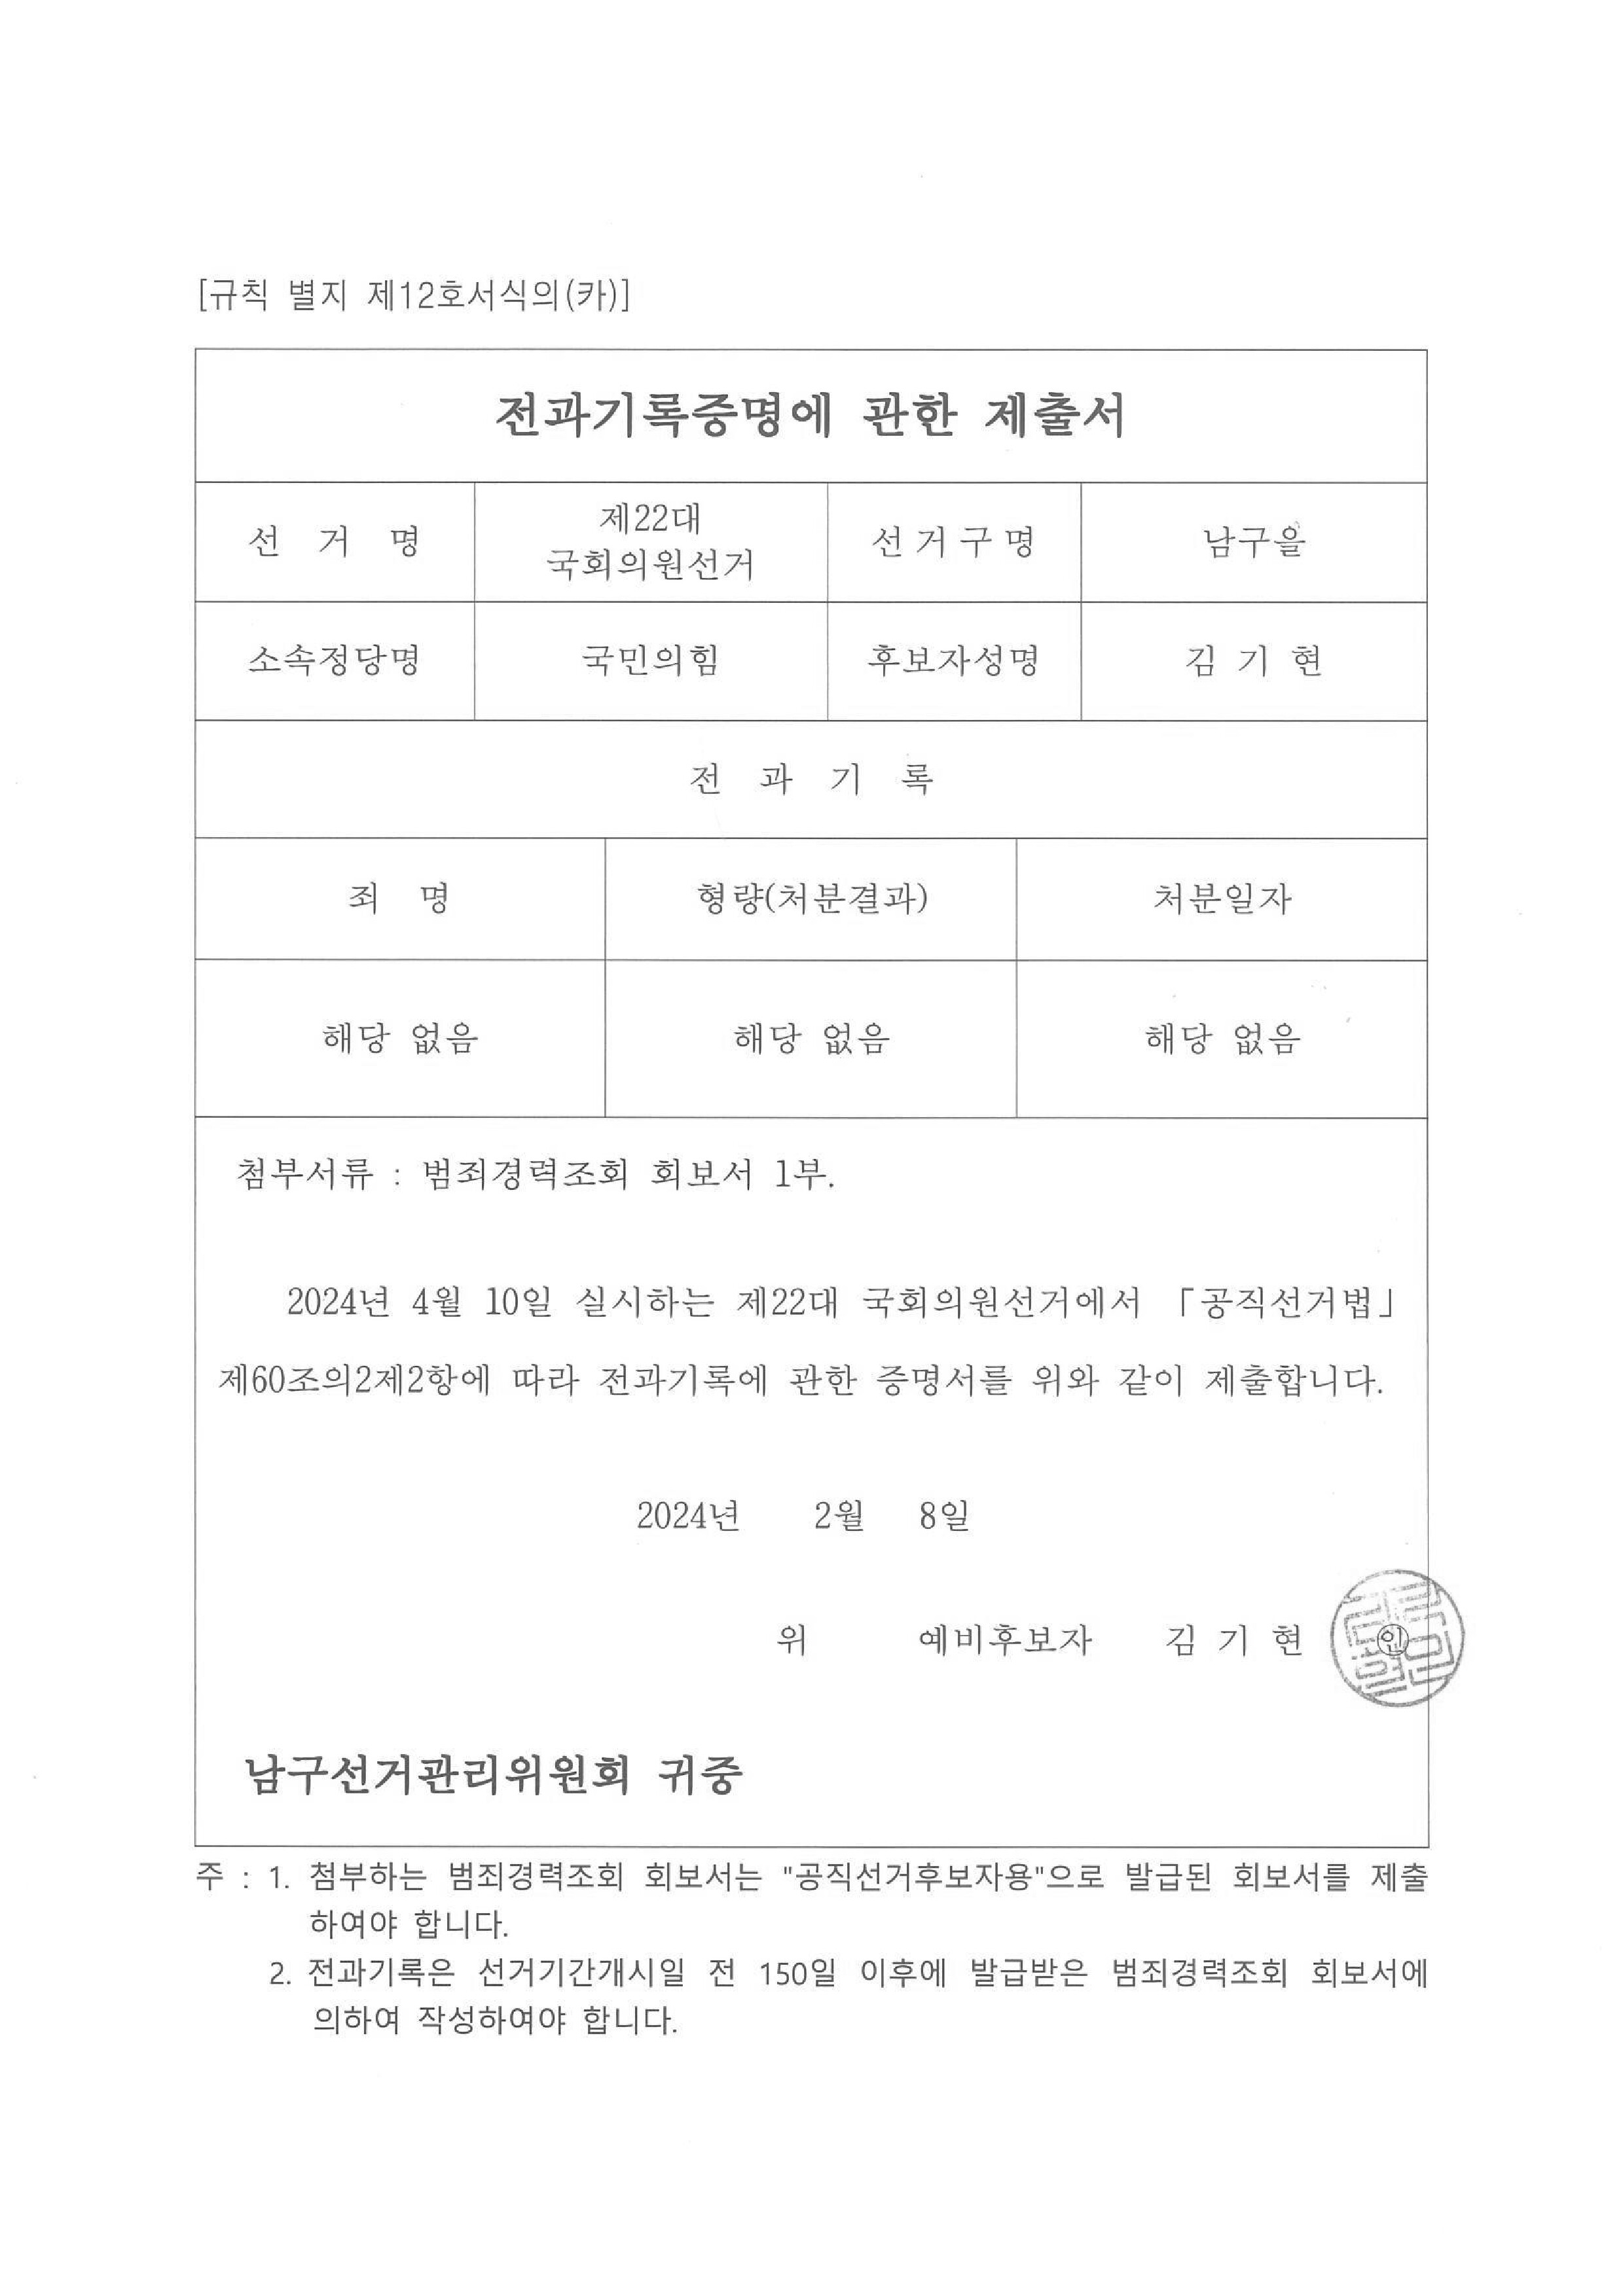 [규칙 별지 제12호서식의(카)]
전과기록증명에 관한 제출서
선 거 명
제22대
국회의원선거
선거구명
남구을
소속정당명
국민의힘
후보자성명
김 기 현
전 과 기 록
죄 명
형량(처분결과)
처분일자
해당 없음
해당 없음
해당 없음
첨부서류 : 범죄경력조회 회보서 1부.
2024년 4월 10일 실시하는 제22대 국회의원선거에서 「공직선거법」
제60조의2제2항에 따라 전과기록에 관한 증명서를 위와 같이 제출합니다.
2024년 2월 8일
위 예비후보자 김 기 현 ㊞
남구선거관리위원회 귀중
주 : 1. 첨부하는 범죄경력조회 회보서는 "공직선거후보자용"으로 발급된 회보서를 제출
하여야 합니다.
2. 전과기록은 선거기간개시일 전 150일 이후에 발급받은 범죄경력조회 회보서에
의하여 작성하여야 합니다.